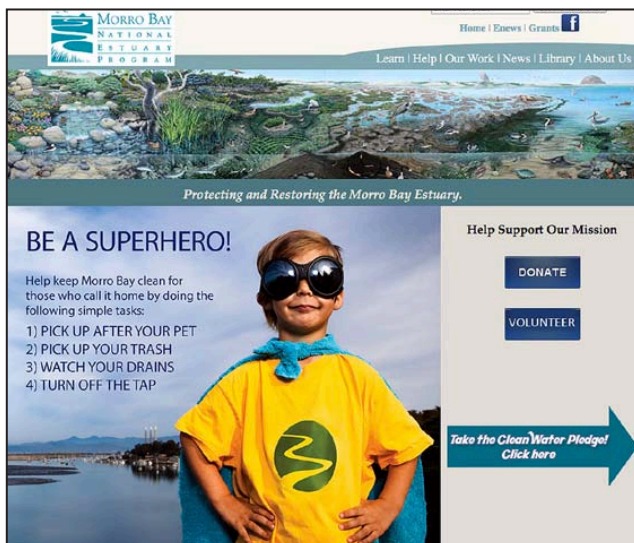 MORRO BAY
NATIONAL
ESTUARY
PROGRAM
Home | Enews | Grants f
Learn | Help | Our Work | News | Library | About Us
Protecting and Restoring the Morro Bay Estuary.
BE A SUPERHERO!
Help keep Morro Bay clean for
those who call it home by doing the
following simple tasks:
1) PICK UP AFTER YOUR PET
2) PICK UP YOUR TRASH
3) WATCH YOUR DRAINS
4) TURN OFF THE TAP
Help Support Our Mission
DONATE
VOLUNTEER
Take the Clean Water Pledge!
Click here